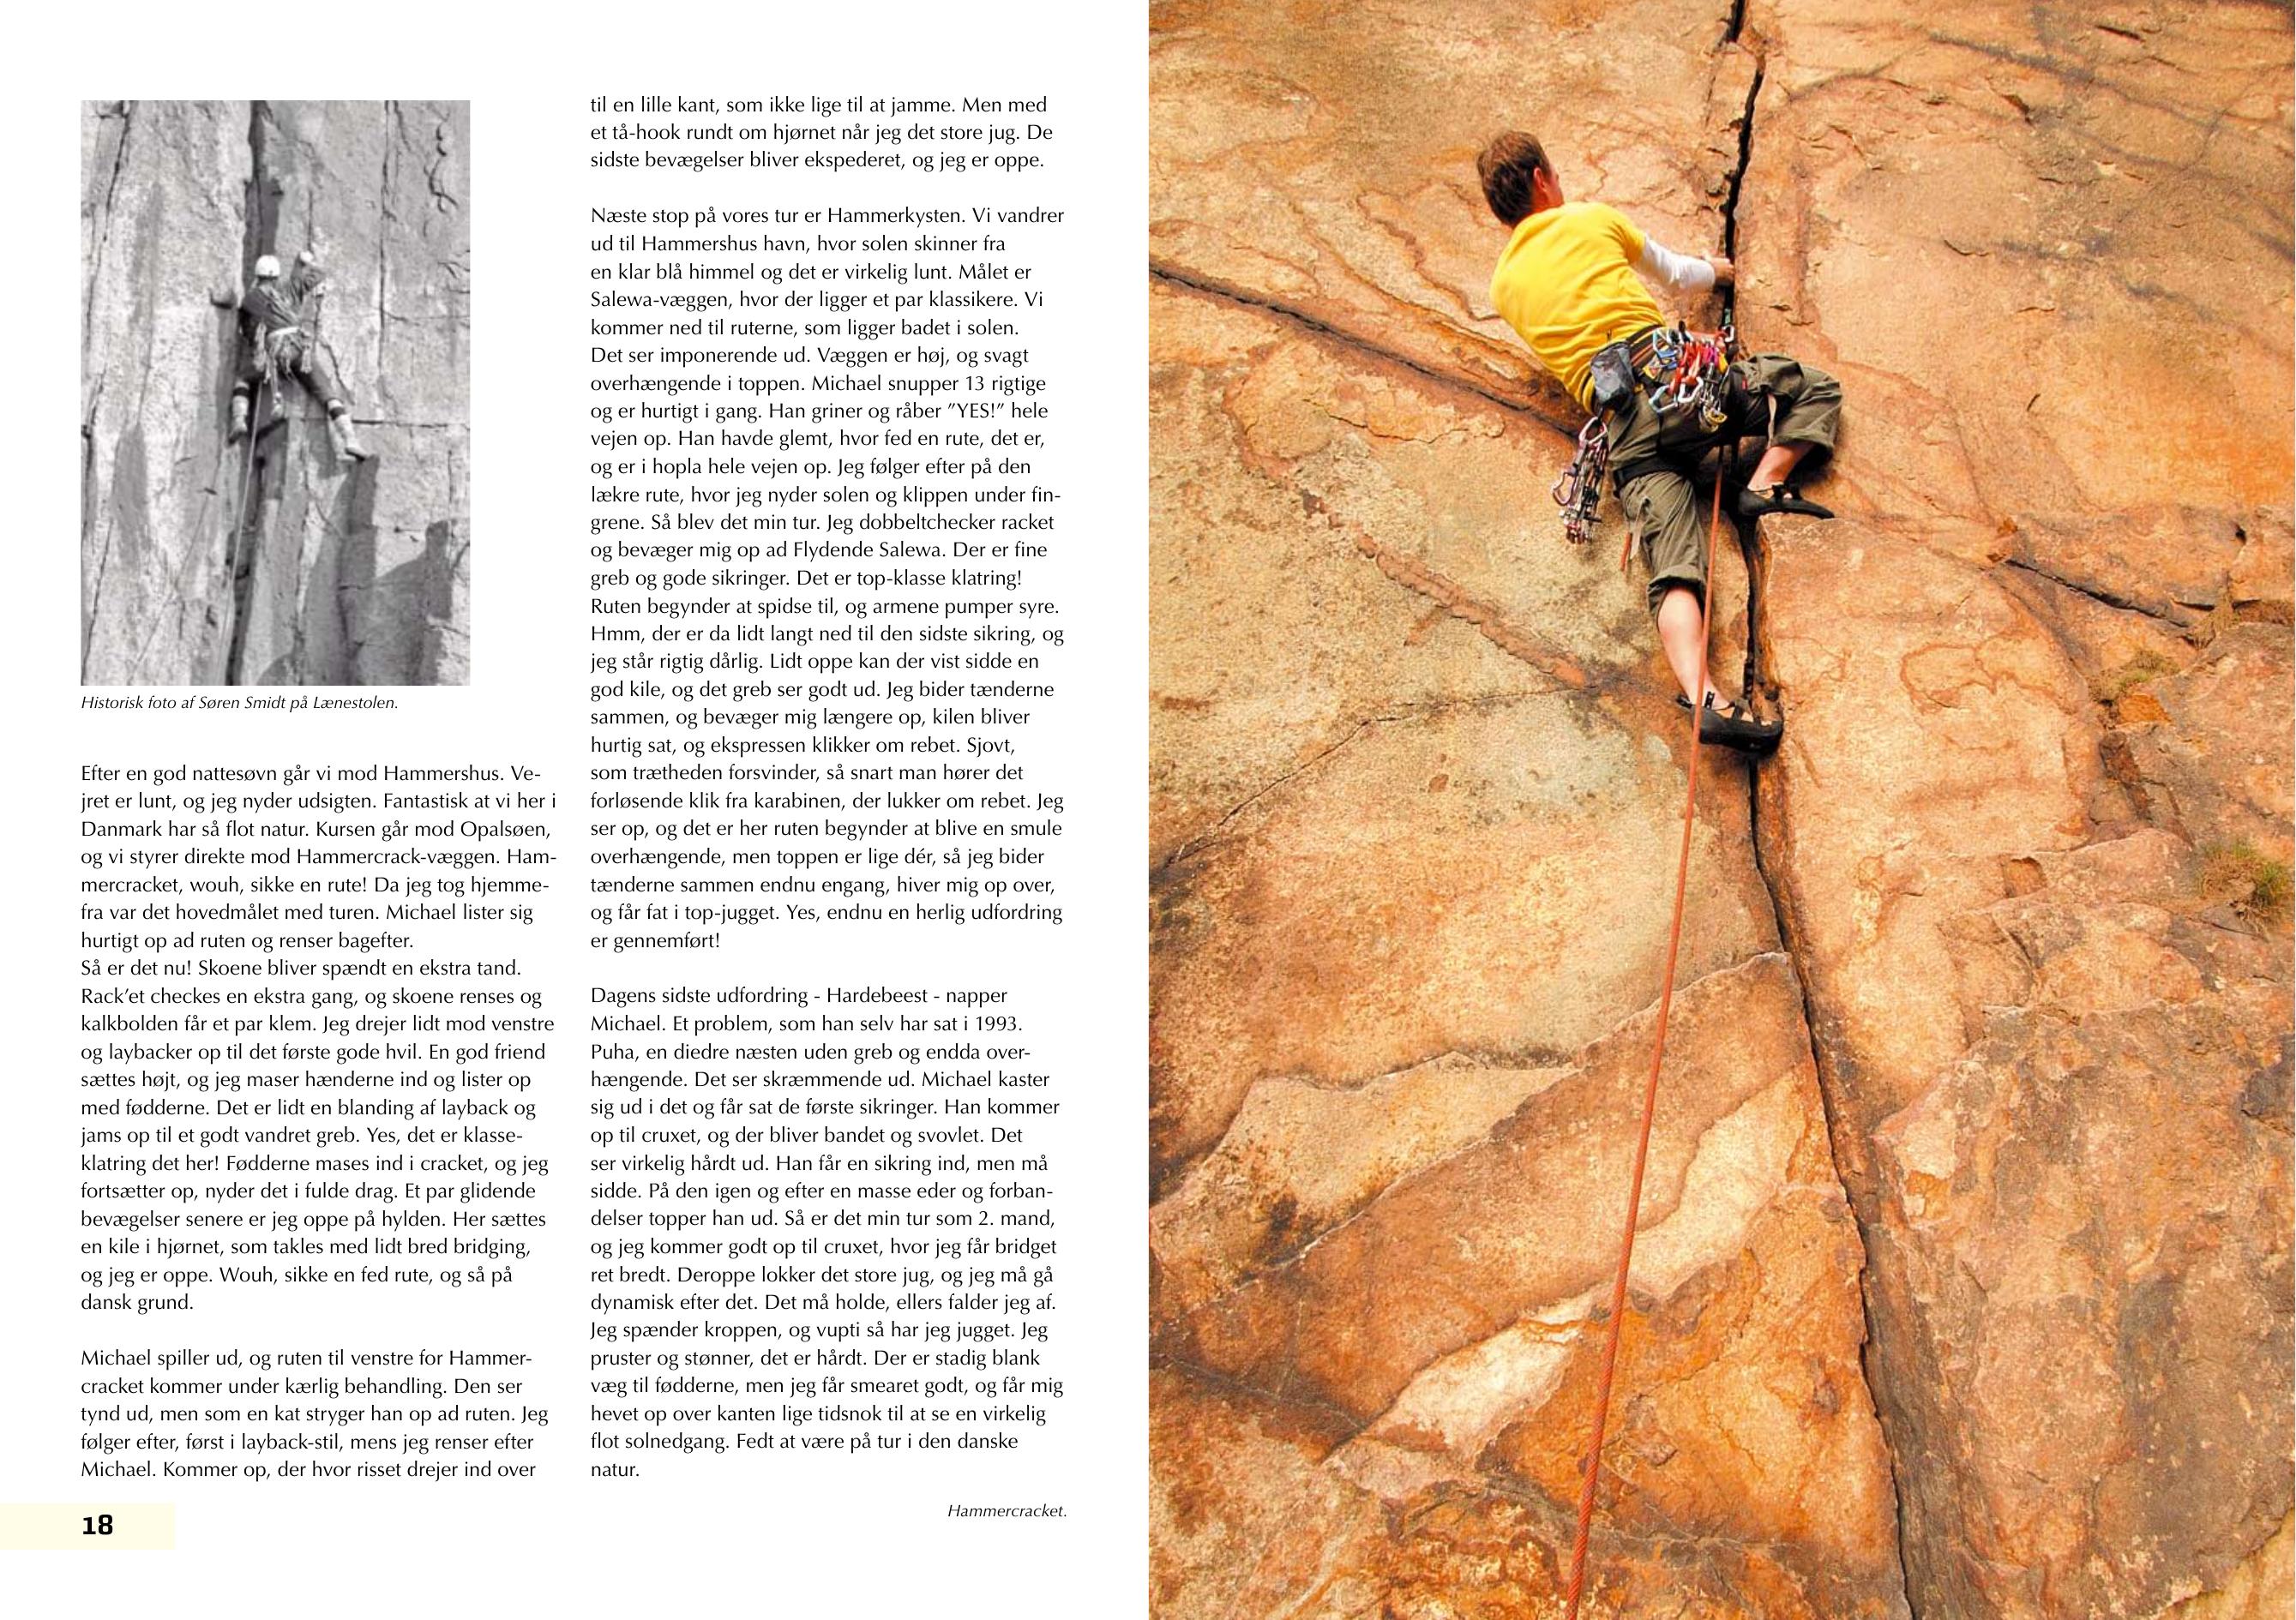 Historisk foto af Søren Smidt på Lænestolen.
Efter en god nattesøvn går vi mod Hammershus. Ve-
jret er lunt, og jeg nyder udsigten. Fantastisk at vi her i
Danmark har så flot natur. Kursen går mod Opalsøen,
og vi styrer direkte mod Hammercrack-væggen. Ham-
mercracket, wouh, sikke en rute! Da jeg tog hjemme-
fra var det hovedmålet med turen. Michael lister sig
hurtigt op ad ruten og renser bagefter.
Så er det nu! Skoene bliver spændt en ekstra tand.
Rack’et checkes en ekstra gang, og skoene renses og
kalkbolden får et par klem. Jeg drejer lidt mod venstre
og laybacker op til det første gode hvil. En god friend
sættes højt, og jeg maser hænderne ind og lister op
med fødderne. Det er lidt en blanding af layback og
jams op til et godt vandret greb. Yes, det er klasse-
klatring det her! Fødderne mases ind i cracket, og jeg
fortsætter op, nyder det i fulde drag. Et par glidende
bevægelser senere er jeg oppe på hylden. Her sættes
en kile i hjørnet, som takles med lidt bred bridging,
og jeg er oppe. Wouh, sikke en fed rute, og så på
dansk grund.
Michael spiller ud, og ruten til venstre for Hammer-
cracket kommer under kærlig behandling. Den ser
tynd ud, men som en kat stryger han op ad ruten. Jeg
følger efter, først i layback-stil, mens jeg renser efter
Michael. Kommer op, der hvor risset drejer ind over
til en lille kant, som ikke lige til at jamme. Men med
et tå-hook rundt om hjørnet når jeg det store jug. De
sidste bevægelser bliver ekspederet, og jeg er oppe.
Næste stop på vores tur er Hammerkysten. Vi vandrer
ud til Hammershus havn, hvor solen skinner fra
en klar blå himmel og det er virkelig lunt. Målet er
Salewa-væggen, hvor der ligger et par klassikere. Vi
kommer ned til ruterne, som ligger badet i solen.
Det ser imponerende ud. Væggen er høj, og svagt
overhængende i toppen. Michael snupper 13 rigtige
og er hurtigt i gang. Han griner og råber ”YES!” hele
vejen op. Han havde glemt, hvor fed en rute, det er,
og er i hopla hele vejen op. Jeg følger efter på den
lækre rute, hvor jeg nyder solen og klippen under fin-
grene. Så blev det min tur. Jeg dobbeltchecker racket
og bevæger mig op ad Flydende Salewa. Der er fine
greb og gode sikringer. Det er top-klasse klatring!
Ruten begynder at spidse til, og armene pumper syre.
Hmm, der er da lidt langt ned til den sidste sikring, og
jeg står rigtig dårlig. Lidt oppe kan der vist sidde en
god kile, og det greb ser godt ud. Jeg bider tænderne
sammen, og bevæger mig længere op, kilen bliver
hurtig sat, og ekspressen klikker om rebet. Sjovt,
som trætheden forsvinder, så snart man hører det
forløsende klik fra karabinen, der lukker om rebet. Jeg
ser op, og det er her ruten begynder at blive en smule
overhængende, men toppen er lige dér, så jeg bider
tænderne sammen endnu engang, hiver mig op over,
og får fat i top-jugget. Yes, endnu en herlig udfordring
er gennemført!
Dagens sidste udfordring - Hardebeest - napper
Michael. Et problem, som han selv har sat i 1993.
Puha, en diedre næsten uden greb og endda over-
hængende. Det ser skræmmende ud. Michael kaster
sig ud i det og får sat de første sikringer. Han kommer
op til cruxet, og der bliver bandet og svovlet. Det
ser virkelig hårdt ud. Han får en sikring ind, men må
sidde. På den igen og efter en masse eder og forban-
delser topper han ud. Så er det min tur som 2. mand,
og jeg kommer godt op til cruxet, hvor jeg får bridget
ret bredt. Deroppe lokker det store jug, og jeg må gå
dynamisk efter det. Det må holde, ellers falder jeg af.
Jeg spænder kroppen, og vupti så har jeg jugget. Jeg
pruster og stønner, det er hårdt. Der er stadig blank
væg til fødderne, men jeg får smearet godt, og får mig
hevet op over kanten lige tidsnok til at se en virkelig
flot solnedgang. Fedt at være på tur i den danske
natur.
Hammercracket.
18